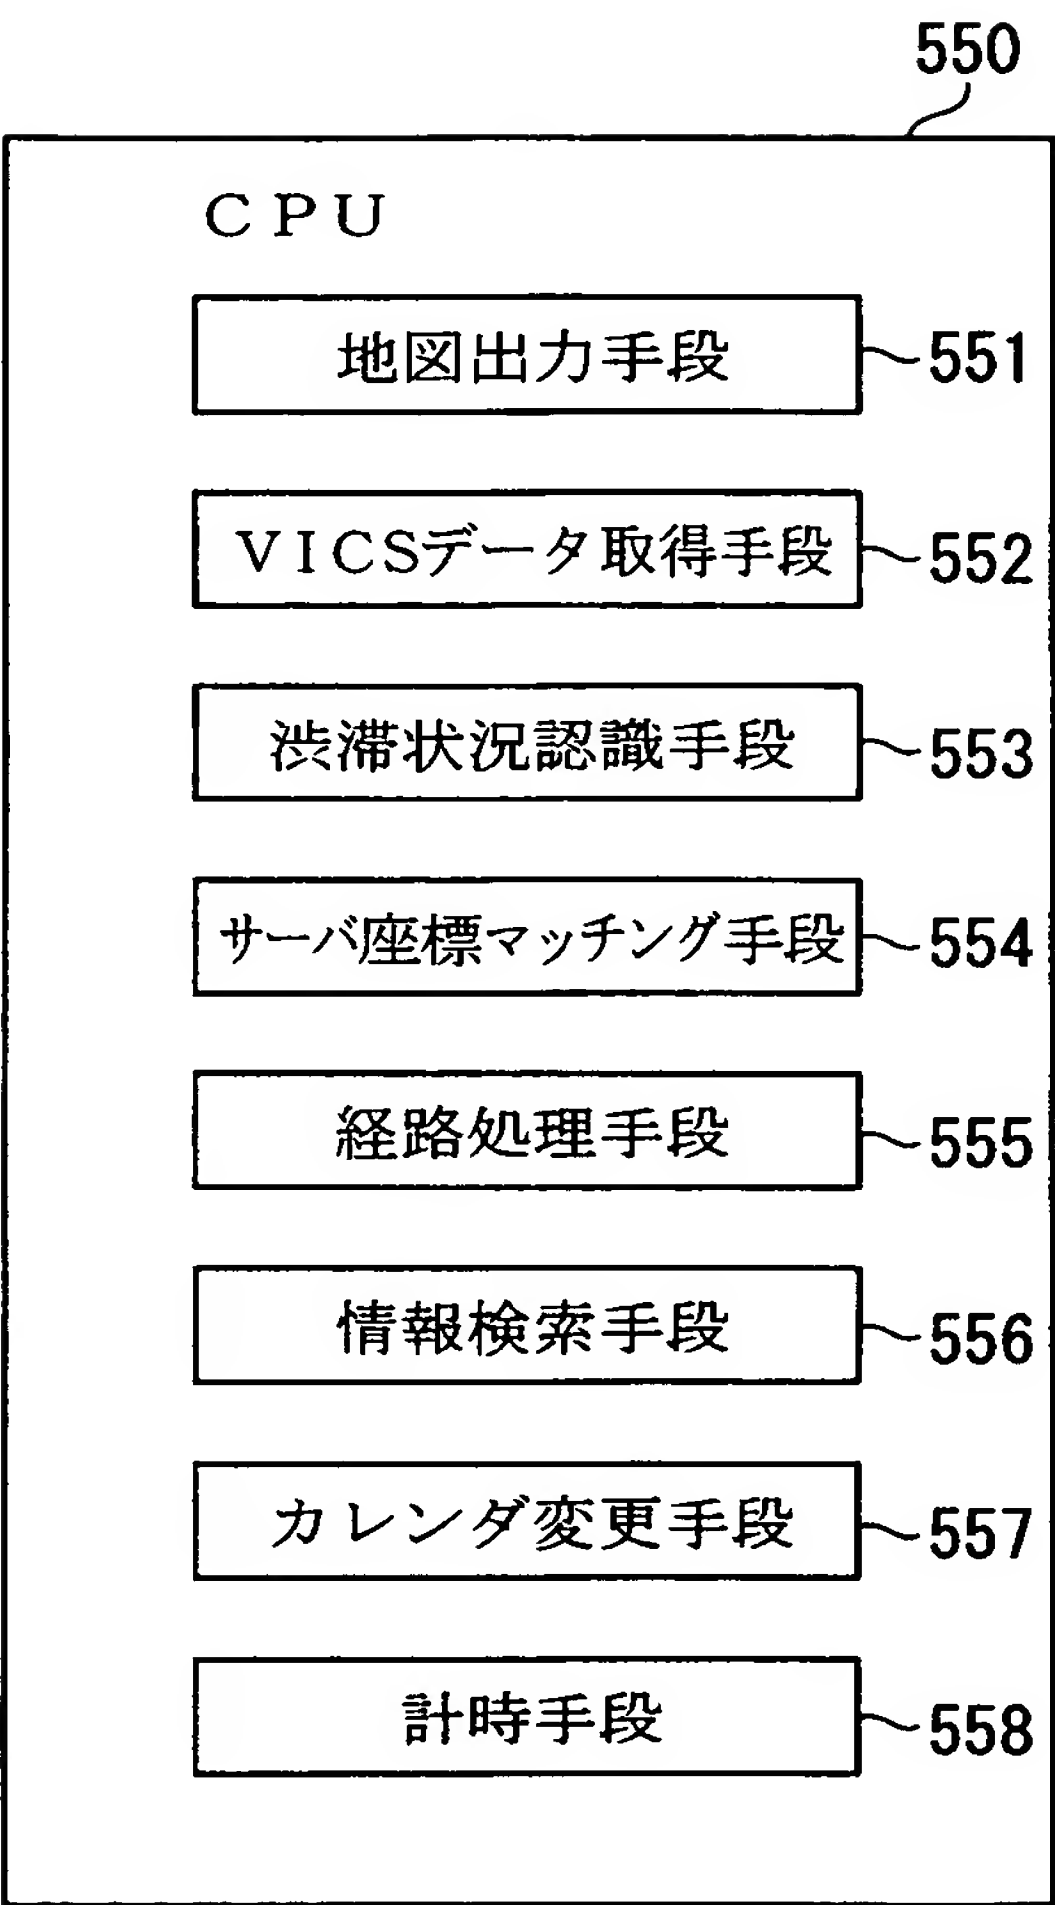 550
CPU
地図出力手段 551
VICSデータ取得手段 552
渋滞状況認識手段 553
サーバ座標マッチング手段 554
経路処理手段 555
情報検索手段 556
カレンダ変更手段 557
計時手段 558